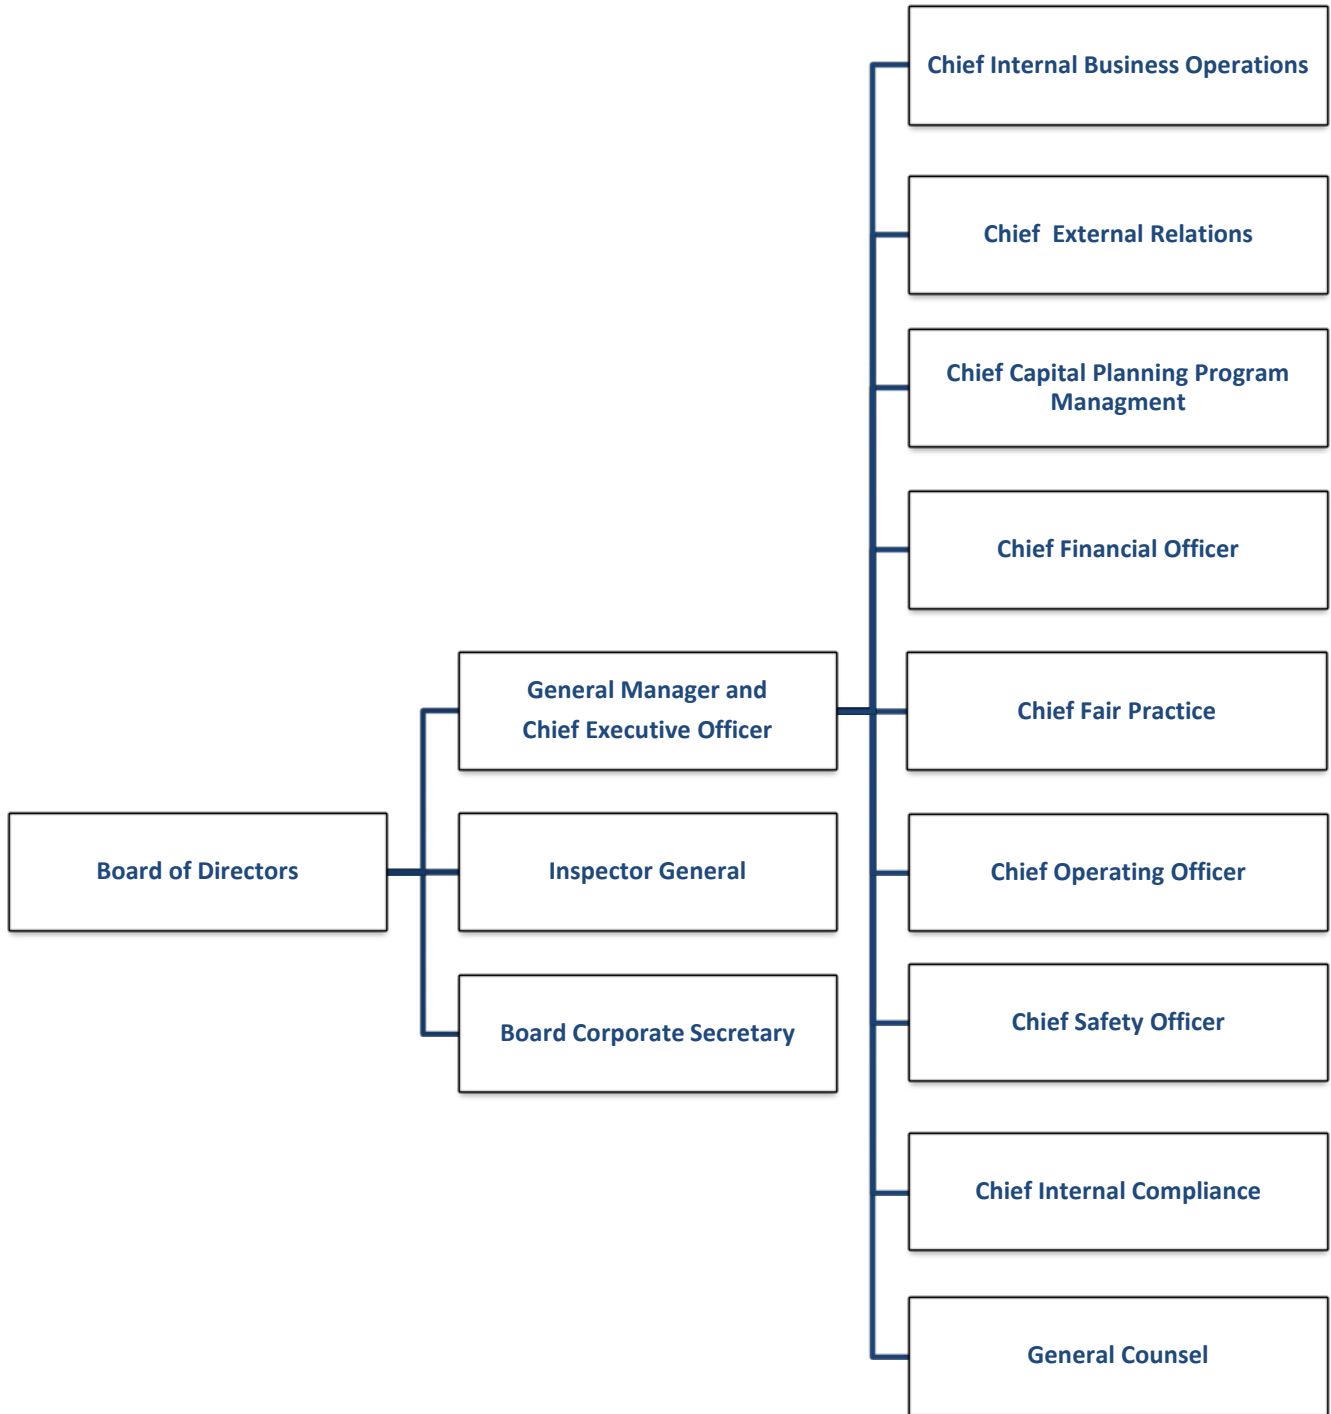 Chief Internal Business Operations
Chief External Relations
Chief Capital Planning Program
Managment
Chief Financial Officer
General Manager and
Chief Executive Officer
Chief Fair Practice
Board of Directors
Inspector General
Chief Operating Officer
Board Corporate Secretary
Chief Safety Officer
Chief Internal Compliance
General Counsel